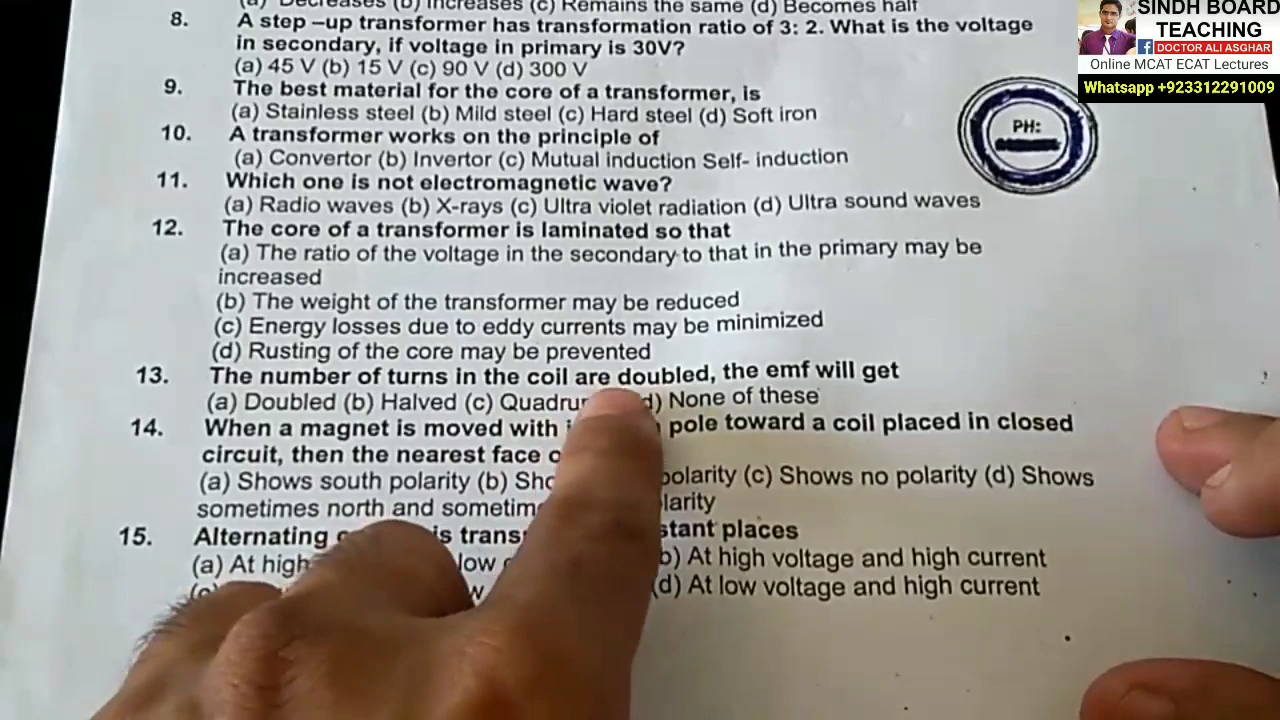 (a) Decreases (b) Increases (c) Remains the same (d) Becomes half
8. A step –up transformer has transformation ratio of 3: 2. What is the voltage
in secondary, if voltage in primary is 30V?
(a) 45 V (b) 15 V (c) 90 V (d) 300 V
9. The best material for the core of a transformer, is
(a) Stainless steel (b) Mild steel (c) Hard steel (d) Soft iron
10. A transformer works on the principle of
(a) Convertor (b) Invertor (c) Mutual induction Self- induction
11. Which one is not electromagnetic wave?
(a) Radio waves (b) X-rays (c) Ultra violet radiation (d) Ultra sound waves
12. The core of a transformer is laminated so that
(a) The ratio of the voltage in the secondary to that in the primary may be
increased
(b) The weight of the transformer may be reduced
(c) Energy losses due to eddy currents may be minimized
(d) Rusting of the core may be prevented
13. The number of turns in the coil are doubled, the emf will get
(a) Doubled (b) Halved (c) d) None of these
14. When a magnet is moved with pole toward a coil placed in closed
circuit, then the nearest face
(a) Shows south polarity (b) polarity (c) Shows no polarity (d) Shows
sometimes north and
15. Alternating is places
(a) At low b) At high voltage and high current
(d) At low voltage and high current
PH:
SINDH BOARD
TEACHING
DOCTOR ALI ASGHAR
Online MCAT ECAT Lectures
Whatsapp +923312291009